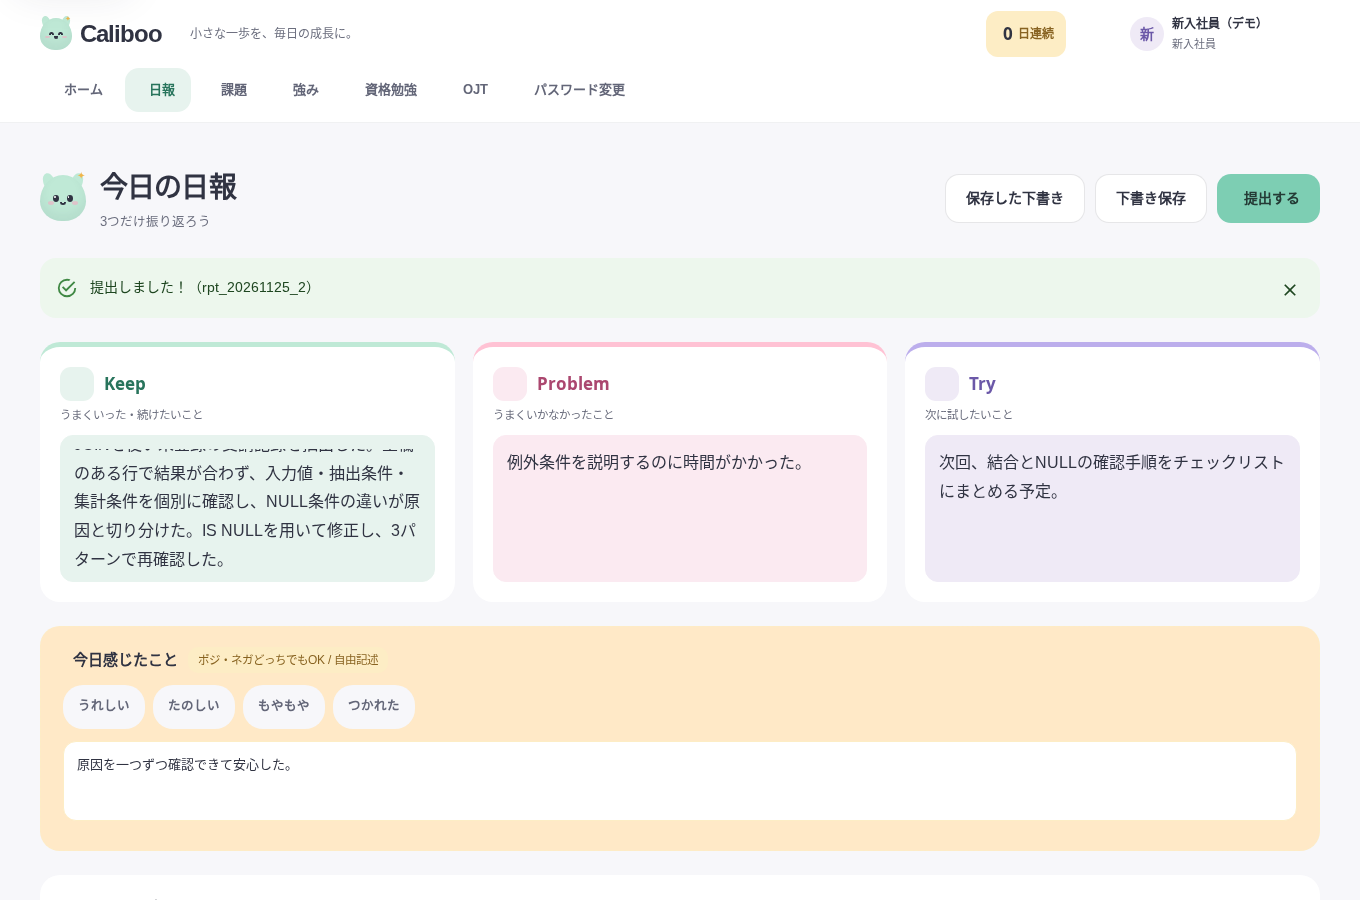 Caliboo
小さな一歩を、毎日の成長に。
0 日連続
新
新入社員（デモ）
新入社員
ホーム
日報
課題
強み
資格勉強
OJT
パスワード変更
今日の日報
3つだけ振り返ろう
保存した下書き
下書き保存
提出する
提出しました！（rpt_20261125_2）
Keep
うまくいった・続けたいこと
のある行で結果が合わず、入力値・抽出条件・
集計条件を個別に確認し、NULL条件の違いが原
因と切り分けた。IS NULLを用いて修正し、3パ
ターンで再確認した。
Problem
うまくいかなかったこと
例外条件を説明するのに時間がかかった。
Try
次に試したいこと
次回、結合とNULLの確認手順をチェックリスト
にまとめる予定。
今日感じたこと
ポジ・ネガどっちでもOK / 自由記述
うれしい
たのしい
もやもや
つかれた
原因を一つずつ確認できて安心した。